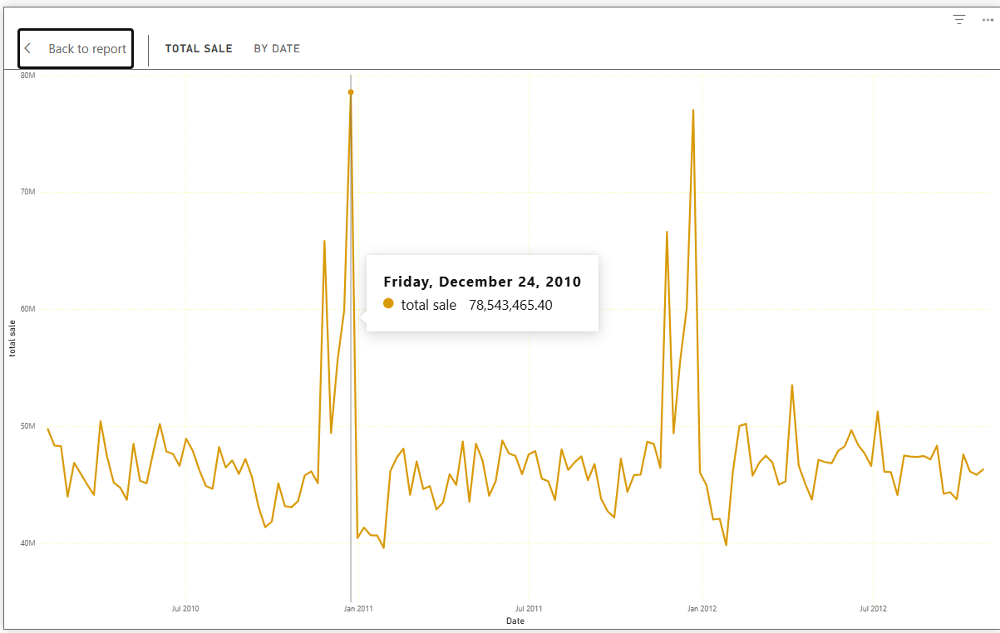 Back to report
TOTAL SALE
BY DATE
80M
70M
60M
50M
40M
total sale
Friday, December 24, 2010
total sale 78,543,465.40
Jul 2010
Jan 2011
Jul 2011
Jan 2012
Jul 2012
Date